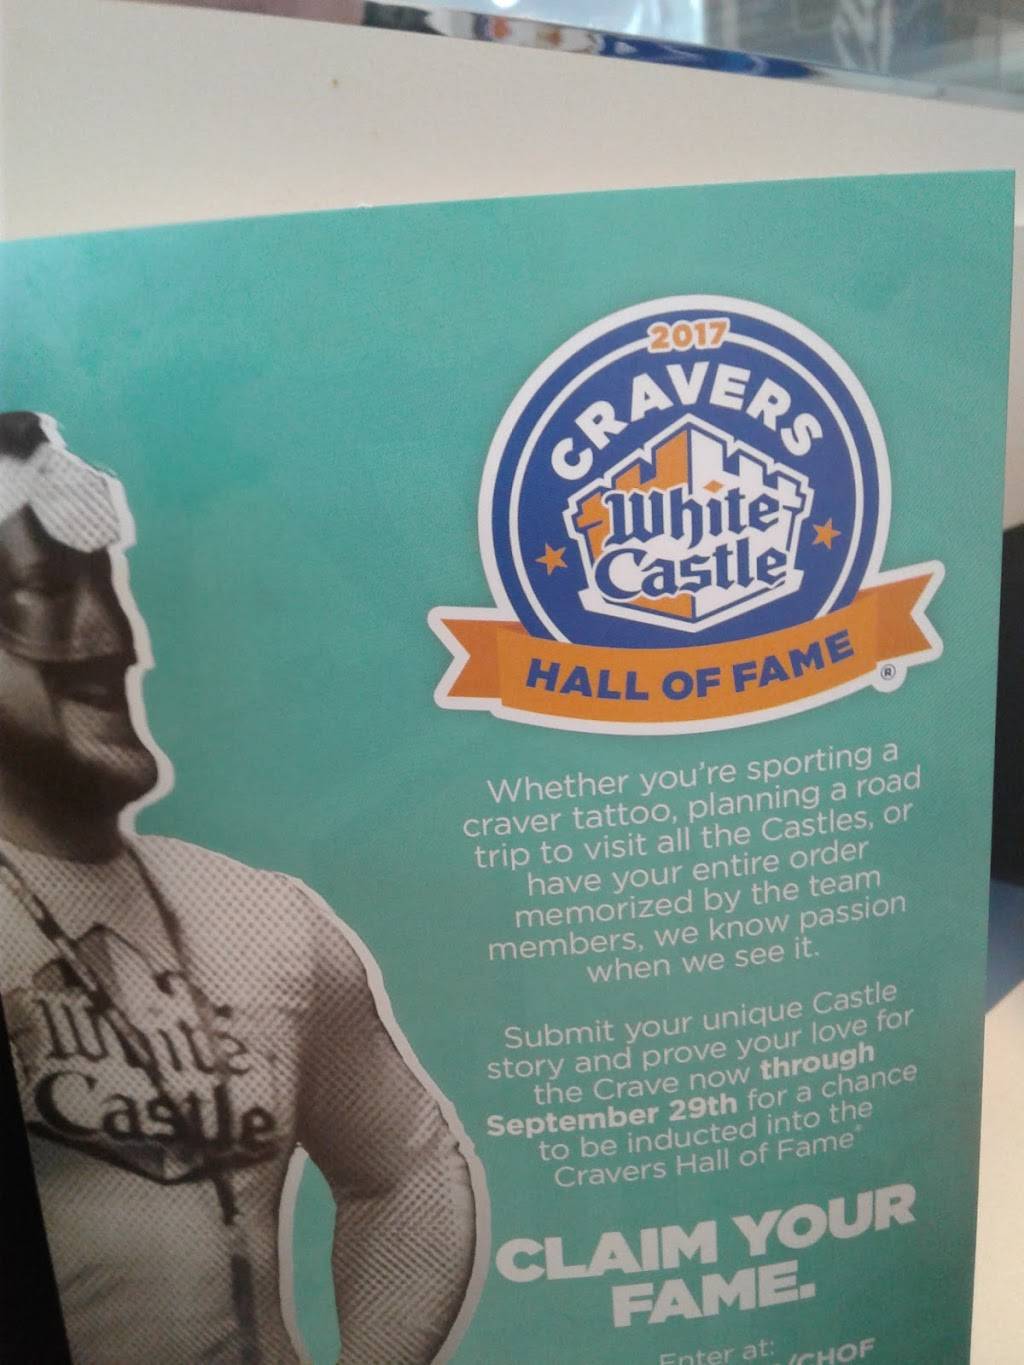 2017
CRAVERS
White
Castle
HALL OF FAME
®
Whether you're sporting a
craver tattoo, planning a road
trip to visit all the Castles, or
have your entire order
memorized by the team
members, we know passion
when we see it.
Submit your unique Castle
story and prove your love for
the Crave now through
September 29th for a chance
to be inducted into the
Cravers Hall of Fame®
CLAIM YOUR
FAME.
Enter at:
/CHOF
White
Castle